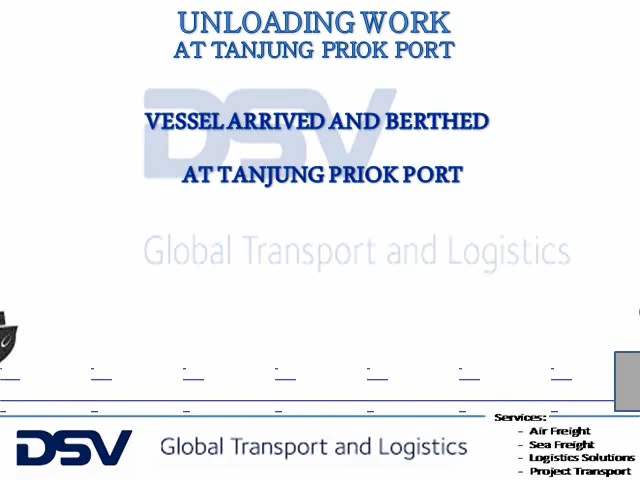 UNLOADING WORK
AT TANJUNG PRIOK PORT
DSV
VESSEL ARRIVED AND BERTHED
AT TANJUNG PRIOK PORT
Global Transport and Logistics
Services:
- Air Freight
- Sea Freight
- Logistics Solutions
- Project Transport
DSV
Global Transport and Logistics